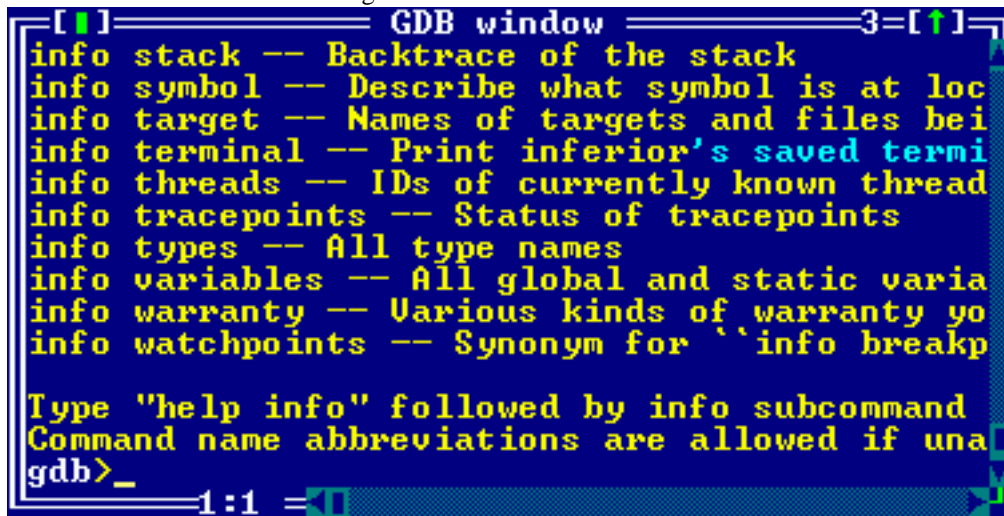 [▮] GDB window 3=[↑]
info stack -- Backtrace of the stack
info symbol -- Describe what symbol is at loc
info target -- Names of targets and files bei
info terminal -- Print inferior's saved termi
info threads -- IDs of currently known thread
info tracepoints -- Status of tracepoints
info types -- All type names
info variables -- All global and static varia
info warranty -- Various kinds of warranty yo
info watchpoints -- Synonym for ``info breakp
Type "help info" followed by info subcommand
Command name abbreviations are allowed if una
gdb>_
1:1